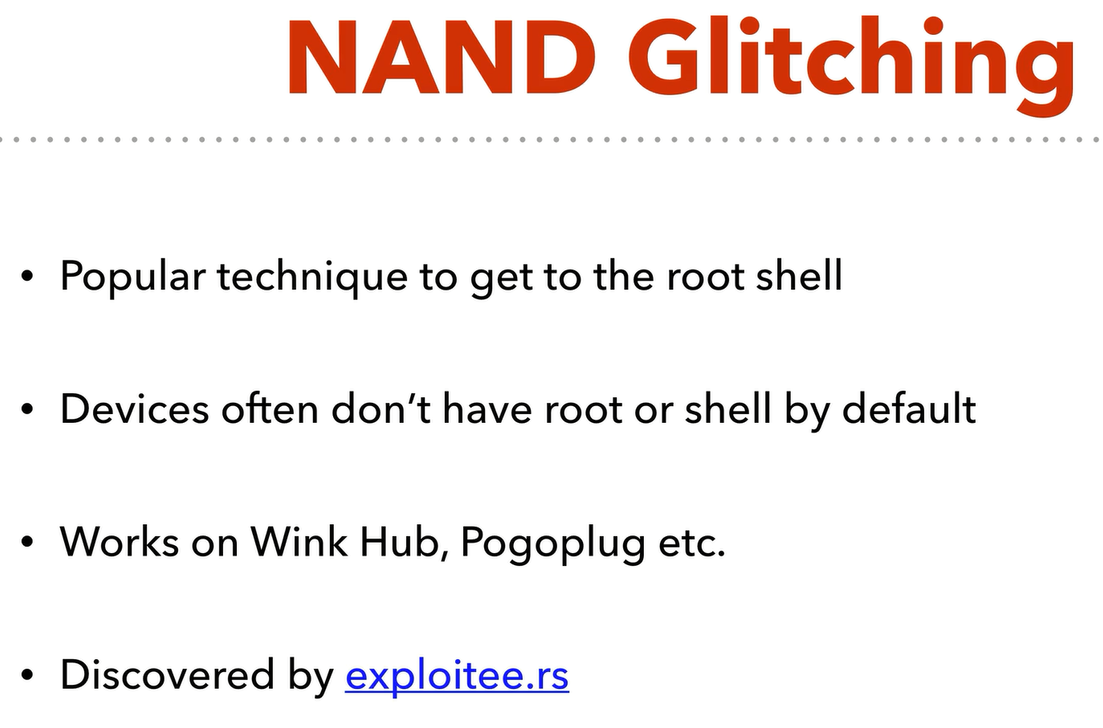 NAND Glitching
• Popular technique to get to the root shell
• Devices often don’t have root or shell by default
• Works on Wink Hub, Pogoplug etc.
• Discovered by exploitee.rs